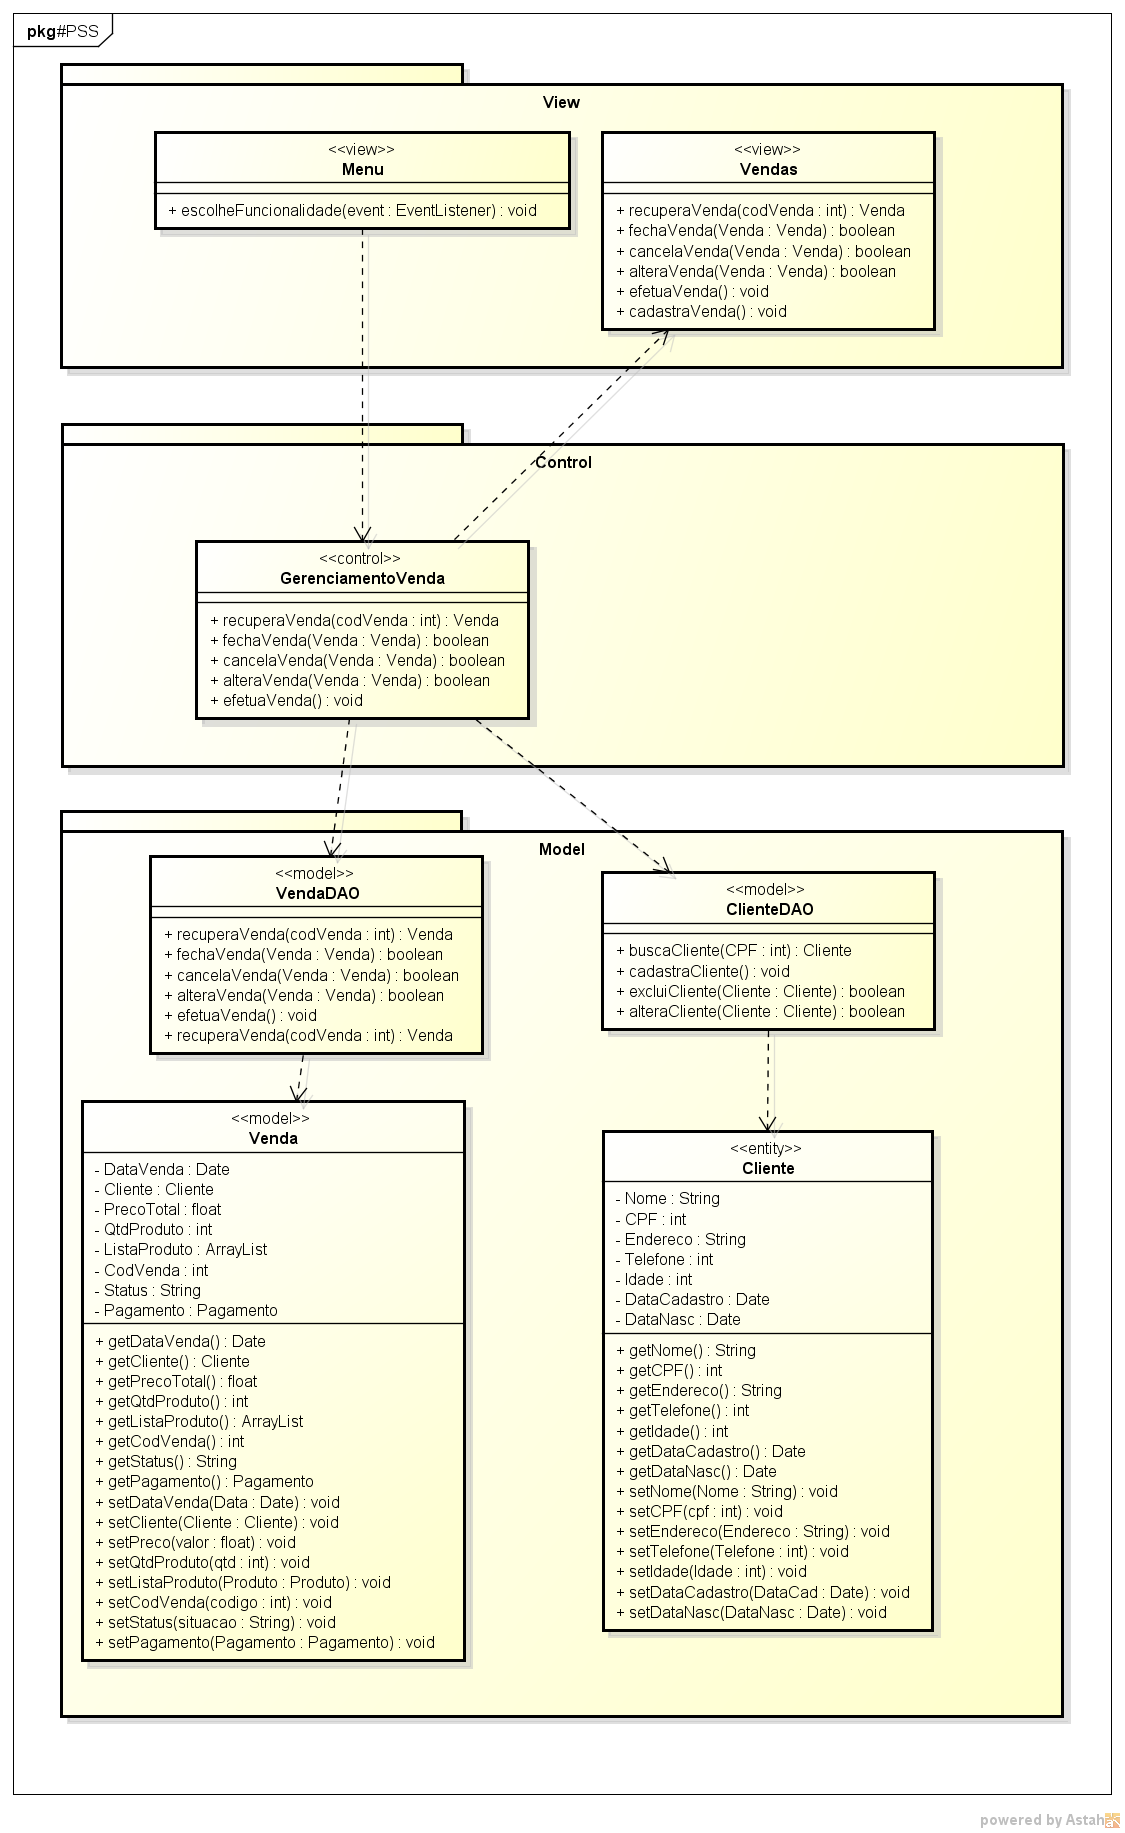 pkg#PSS
View
<<view>>
Menu
+ escolheFuncionalidade(event : EventListener) : void
<<view>>
Vendas
+ recuperaVenda(codVenda : int) : Venda
+ fechaVenda(Venda : Venda) : boolean
+ cancelaVenda(Venda : Venda) : boolean
+ alteraVenda(Venda : Venda) : boolean
+ efetuaVenda() : void
+ cadastraVenda() : void
Control
<<control>>
GerenciamentoVenda
+ recuperaVenda(codVenda : int) : Venda
+ fechaVenda(Venda : Venda) : boolean
+ cancelaVenda(Venda : Venda) : boolean
+ alteraVenda(Venda : Venda) : boolean
+ efetuaVenda() : void
Model
<<model>>
VendaDAO
+ recuperaVenda(codVenda : int) : Venda
+ fechaVenda(Venda : Venda) : boolean
+ cancelaVenda(Venda : Venda) : boolean
+ alteraVenda(Venda : Venda) : boolean
+ efetuaVenda() : void
+ recuperaVenda(codVenda : int) : Venda
<<model>>
ClienteDAO
+ buscaCliente(CPF : int) : Cliente
+ cadastraCliente() : void
+ excluiCliente(Cliente : Cliente) : boolean
+ alteraCliente(Cliente : Cliente) : boolean
<<model>>
Venda
- DataVenda : Date
- Cliente : Cliente
- PrecoTotal : float
- QtdProduto : int
- ListaProduto : ArrayList
- CodVenda : int
- Status : String
- Pagamento : Pagamento
+ getDataVenda() : Date
+ getCliente() : Cliente
+ getPrecoTotal() : float
+ getQtdProduto() : int
+ getListaProduto() : ArrayList
+ getCodVenda() : int
+ getStatus() : String
+ getPagamento() : Pagamento
+ setDataVenda(Data : Date) : void
+ setCliente(Cliente : Cliente) : void
+ setPreco(valor : float) : void
+ setQtdProduto(qtd : int) : void
+ setListaProduto(Produto : Produto) : void
+ setCodVenda(codigo : int) : void
+ setStatus(situacao : String) : void
+ setPagamento(Pagamento : Pagamento) : void
<<entity>>
Cliente
- Nome : String
- CPF : int
- Endereco : String
- Telefone : int
- Idade : int
- DataCadastro : Date
- DataNasc : Date
+ getNome() : String
+ getCPF() : int
+ getEndereco() : String
+ getTelefone() : int
+ getIdade() : int
+ getDataCadastro() : Date
+ getDataNasc() : Date
+ setNome(Nome : String) : void
+ setCPF(cpf : int) : void
+ setEndereco(Endereco : String) : void
+ setTelefone(Telefone : int) : void
+ setIdade(Idade : int) : void
+ setDataCadastro(DataCad : Date) : void
+ setDataNasc(DataNasc : Date) : void
powered by Astah